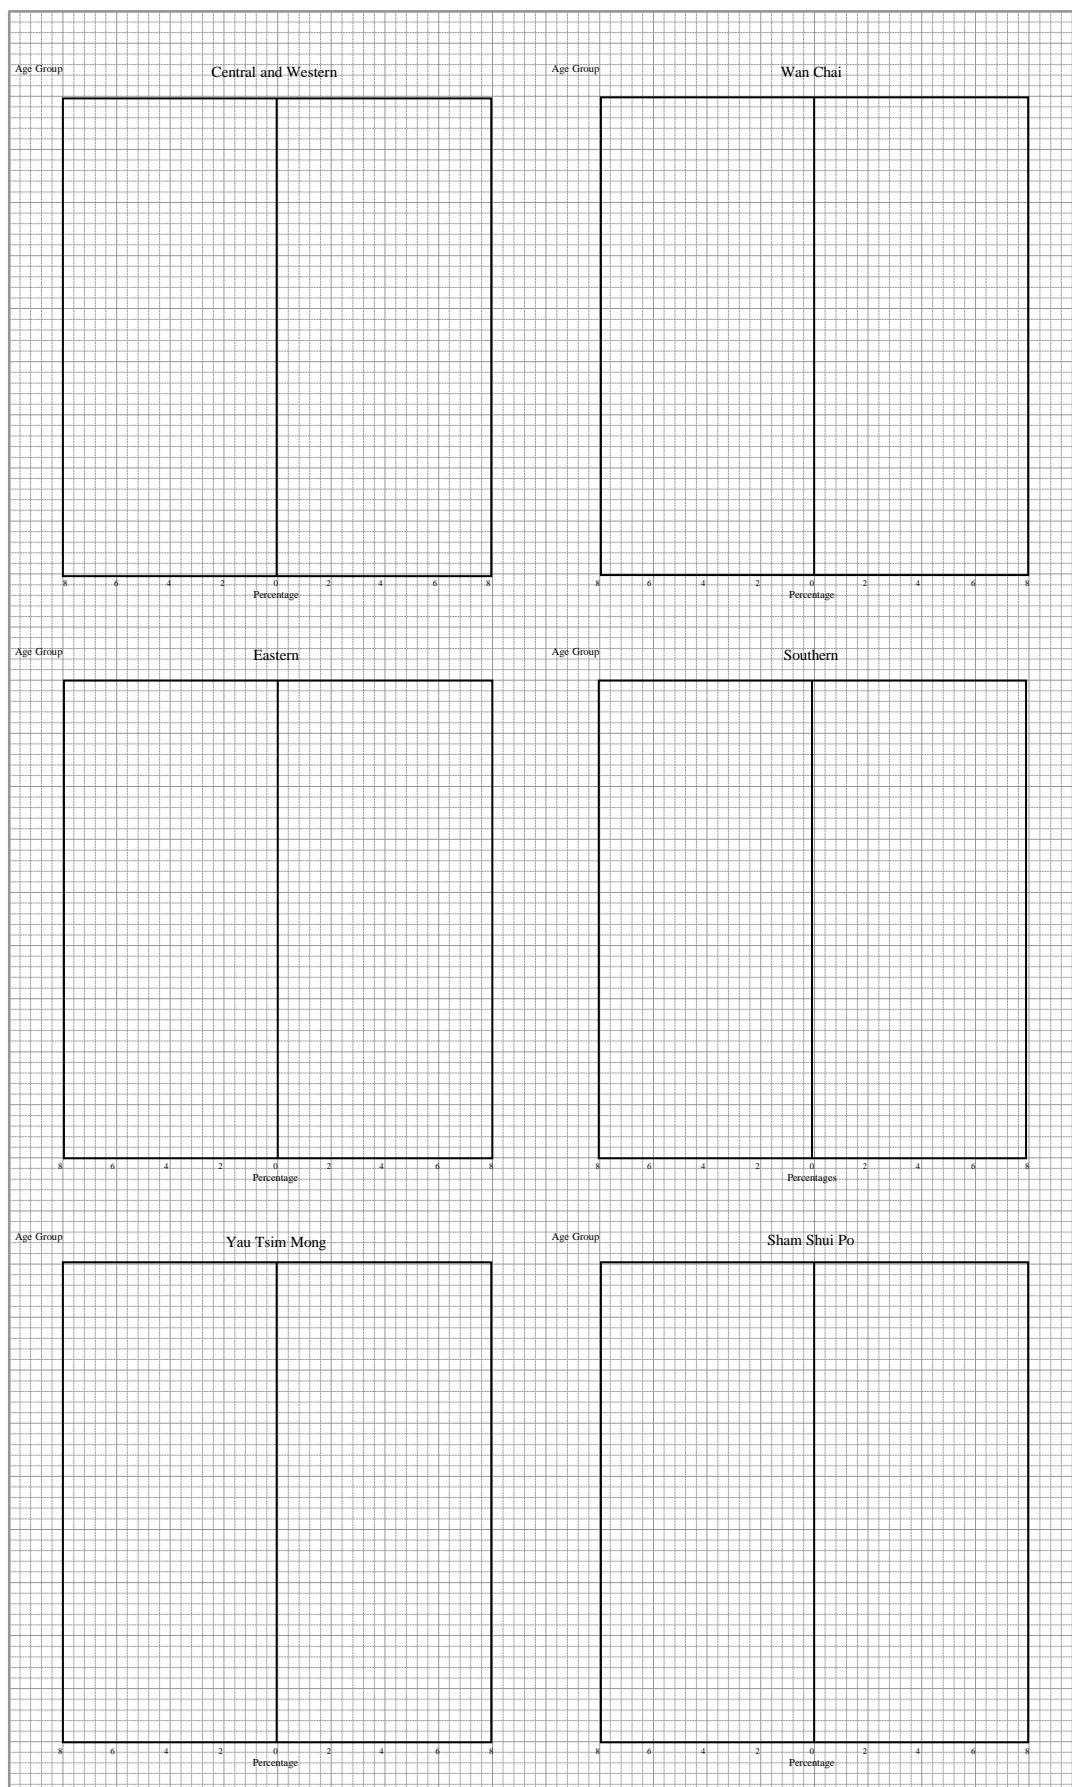 Age Group Central and Western
8 6 4 2 0 2 4 6 8
Percentage
Age Group Wan Chai
8 6 4 2 0 2 4 6 8
Percentage
Age Group Eastern
8 6 4 2 0 2 4 6 8
Percentage
Age Group Southern
8 6 4 2 0 2 4 6 8
Percentages
Age Group Yau Tsim Mong
8 6 4 2 0 2 4 6 8
Percentage
Age Group Sham Shui Po
8 6 4 2 0 2 4 6 8
Percentage